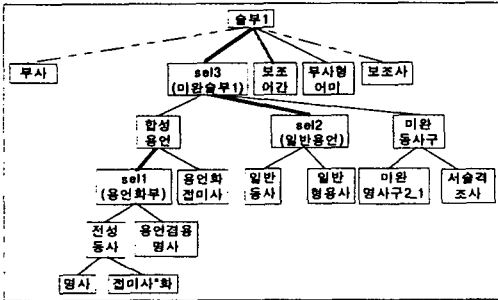 술부1
부사
sel3
(미완술부1)
보조
어간
부사형
어미
보조사
합성
용언
sel2
(일반용언)
미완
동사구
sel1
(용언화부)
용언화
접미사
일반
동사
일반
형용사
미완
명사구2_1
서술격
조사
전성
동사
용언겸용
명사
명사
접미사"화